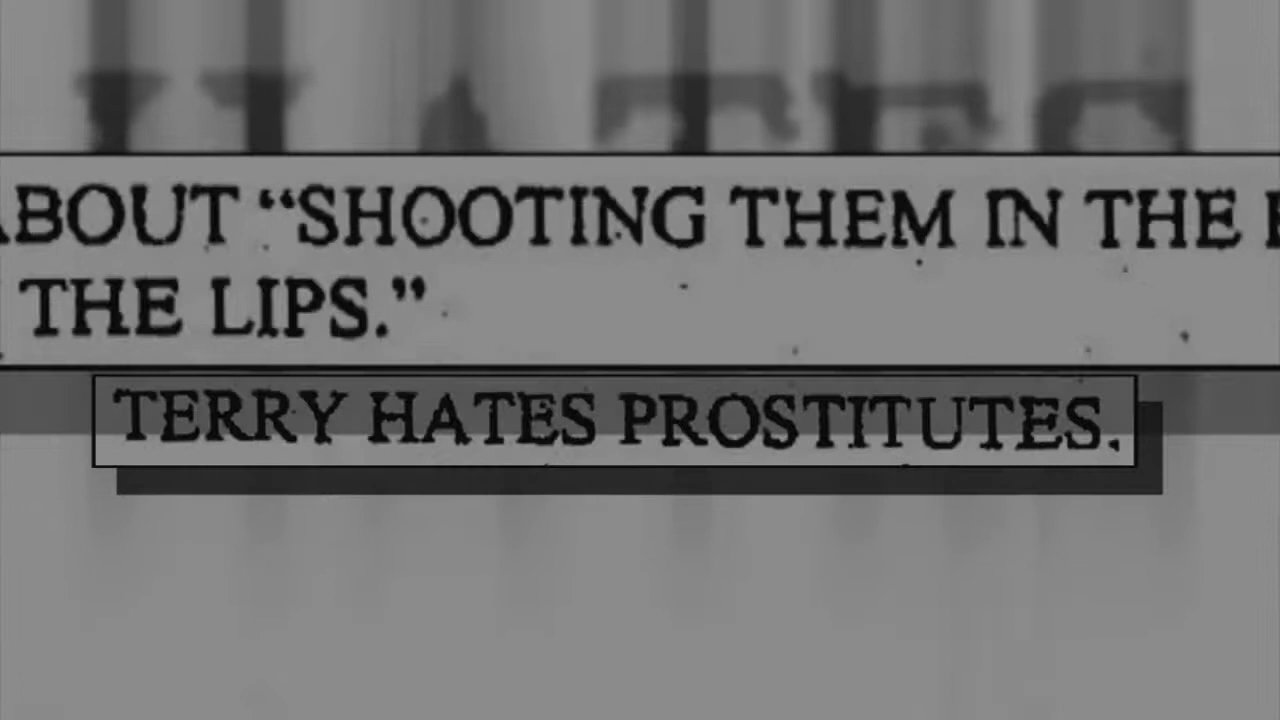 ABOUT “SHOOTING THEM IN THE
THE LIPS.”
TERRY HATES PROSTITUTES.